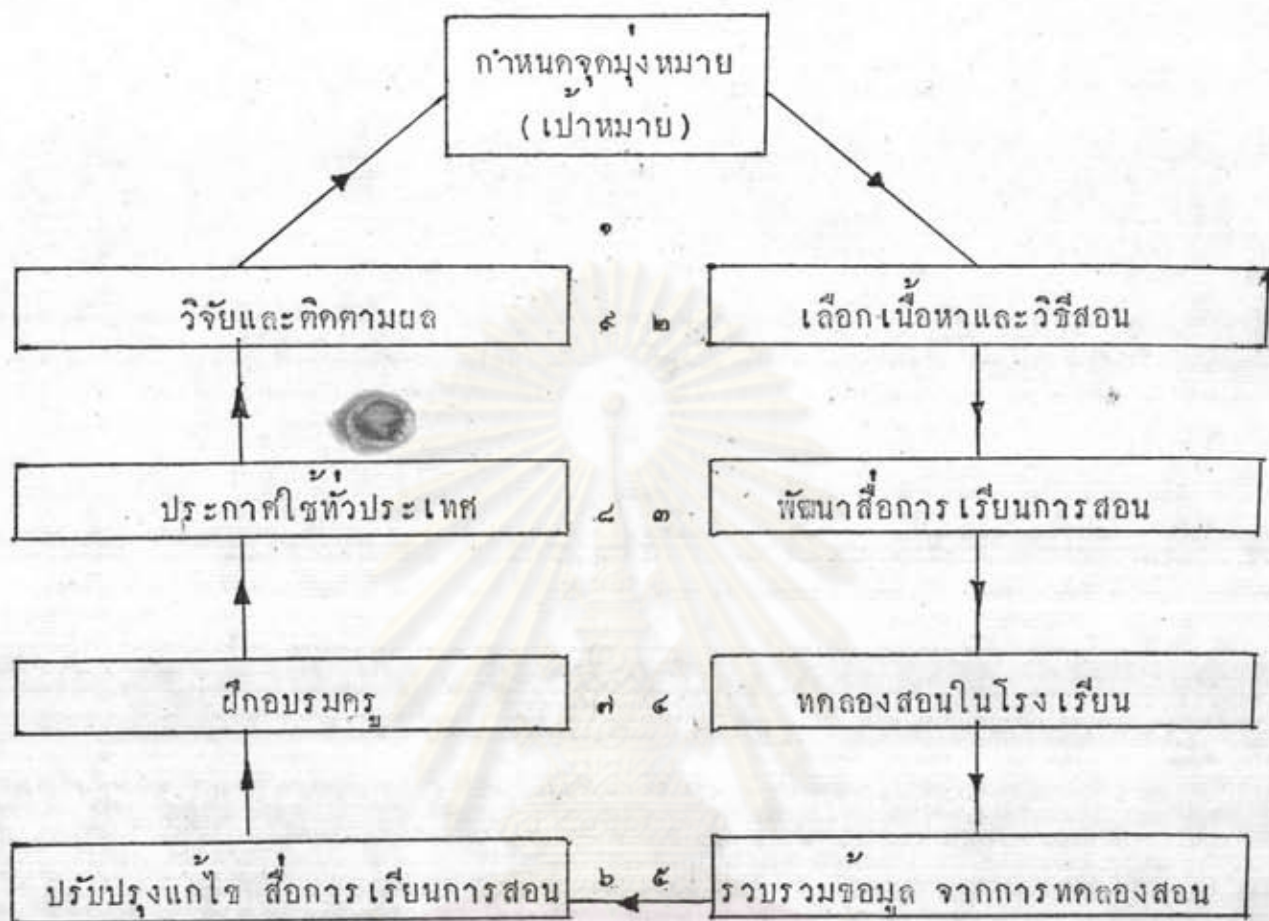 กำหนดจุดมุ่งหมาย
(เป้าหมาย)
๑
วิจัยและติดตามผล ๙ ๒ เลือกเนื้อหาและวิธีสอน
ประกาศใช้ทั่วประเทศ ๘ ๓ พัฒนาสื่อการเรียนการสอน
ฝึกอบรมครู ๗ ๔ ทดลองสอนในโรงเรียน
ปรับปรุงแก้ไข สื่อการเรียนการสอน ๖ ๕ รวบรวมข้อมูล จากการทดลองสอน